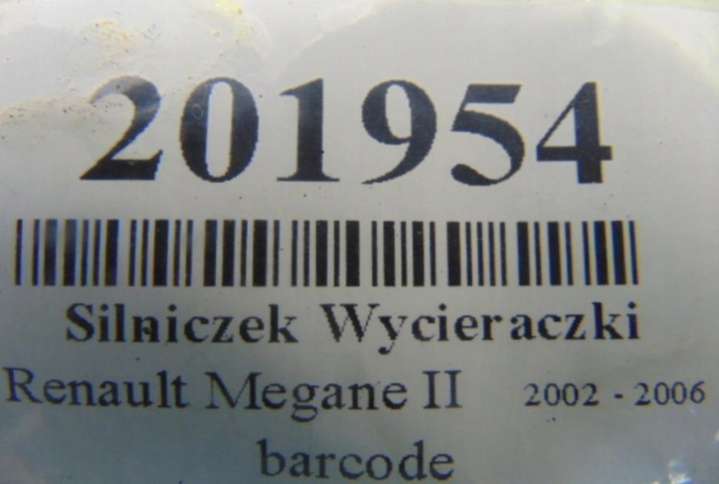 201954
Silniczek Wycieraczki
Renault Megane II 2002 - 2006
barcode